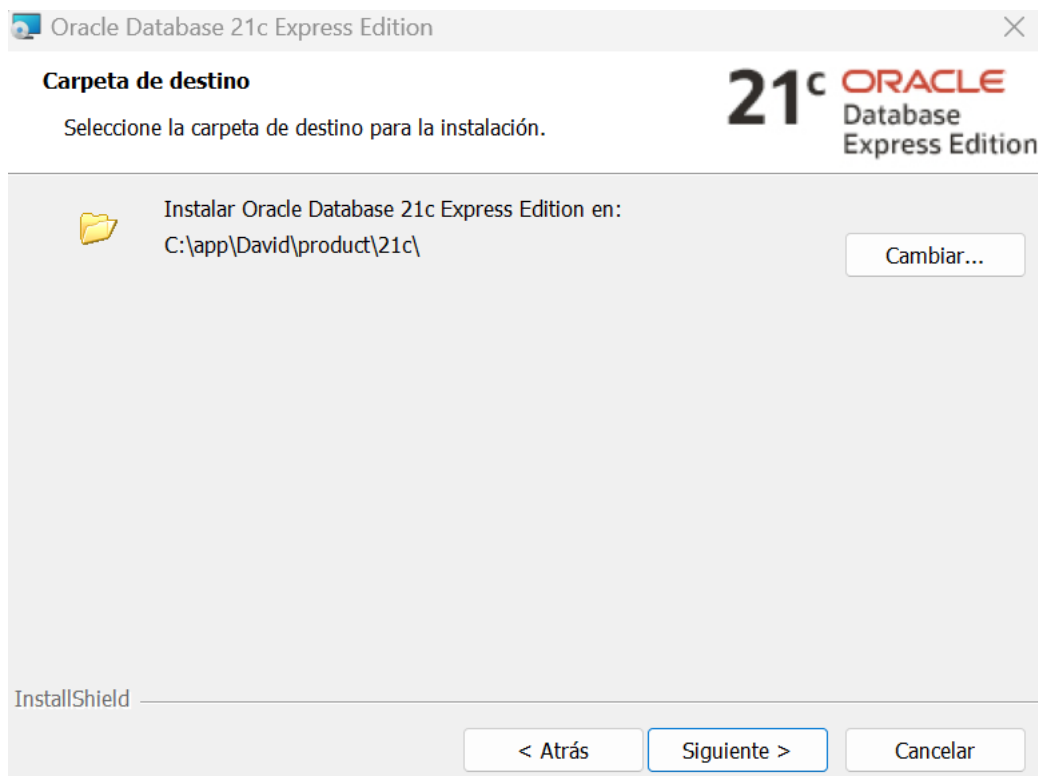 Oracle Database 21c Express Edition
Carpeta de destino
Seleccione la carpeta de destino para la instalación.
21c ORACLE
Database
Express Edition
Instalar Oracle Database 21c Express Edition en:
C:\app\David\product\21c\
Cambiar...
InstallShield
< Atrás
Siguiente >
Cancelar